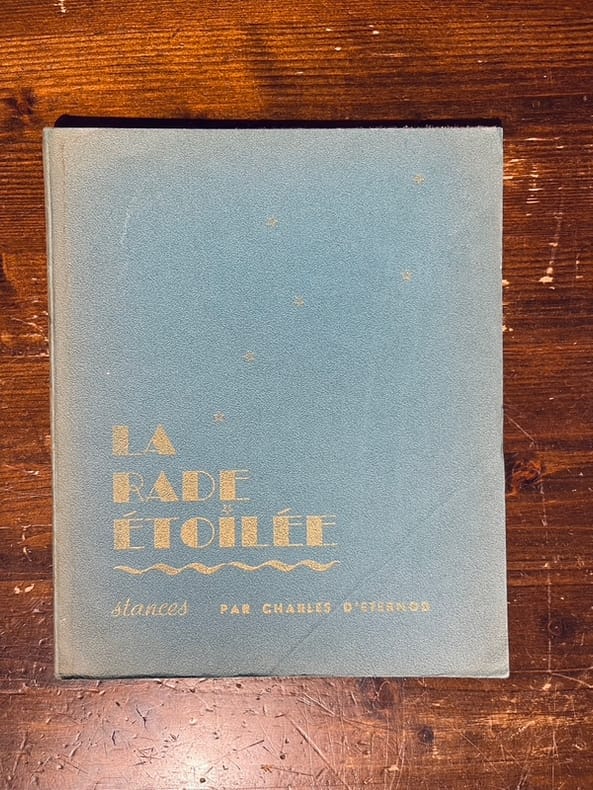 LA
RADE
ÉTOILÉE
stances PAR CHARLES D'ETERNOD